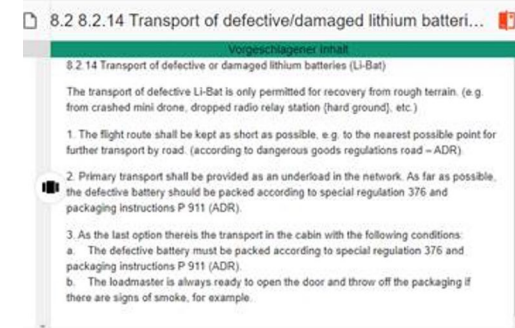 8.2 8.2.14 Transport of defective/damaged lithium batteri...
Vorgeschlagener Inhalt
8.2.14 Transport of defective or damaged lithium batteries (Li-Bat)
The transport of defective Li-Bat is only permitted for recovery from rough terrain. (e.g.
from crashed mini drone, dropped radio relay station {hard ground}, etc.)
1. The flight route shall be kept as short as possible, e.g. to the nearest possible point for
further transport by road. (according to dangerous goods regulations road – ADR)
2. Primary transport shall be provided as an underload in the network. As far as possible,
the defective battery should be packed according to special regulation 376 and
packaging instructions P 911 (ADR).
3. As the last option thereis the transport in the cabin with the following conditions:
a. The defective battery must be packed according to special regulation 376 and
packaging instructions P 911 (ADR).
b. The loadmaster is always ready to open the door and throw off the packaging if
there are signs of smoke, for example.